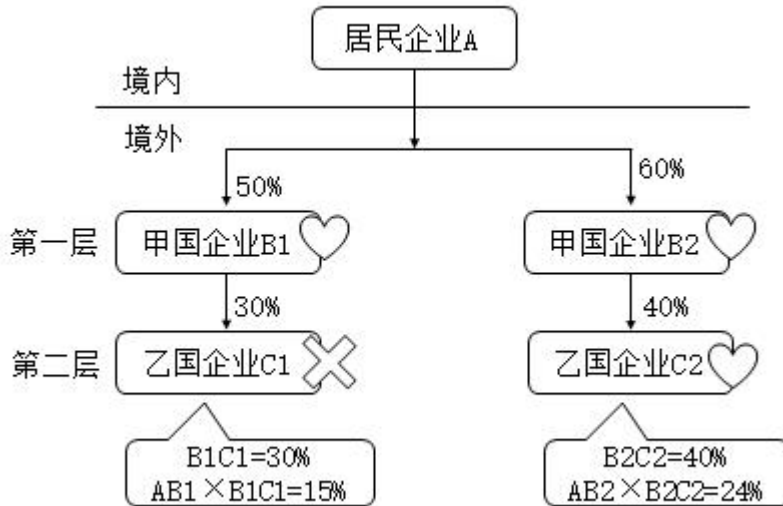 居民企业A
境内
境外
50%
60%
第一层
甲国企业B1
甲国企业B2
30%
40%
第二层
乙国企业C1
乙国企业C2
B1C1=30%
AB1×B1C1=15%
B2C2=40%
AB2×B2C2=24%